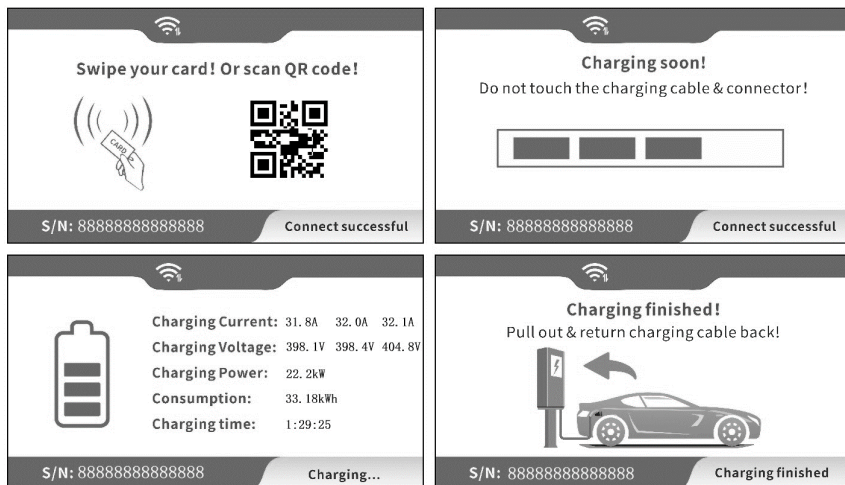 Swipe your card! Or scan QR code!
CARD
S/N: 88888888888888
Connect successful
Charging soon!
Do not touch the charging cable & connector!
S/N: 88888888888888
Connect successful
Charging Current: 31.8A 32.0A 32.1A
Charging Voltage: 398.1V 398.4V 404.8V
Charging Power: 22.2kW
Consumption: 33.18kWh
Charging time: 1:29:25
S/N: 88888888888888
Charging...
Charging finished!
Pull out & return charging cable back!
S/N: 88888888888888
Charging finished